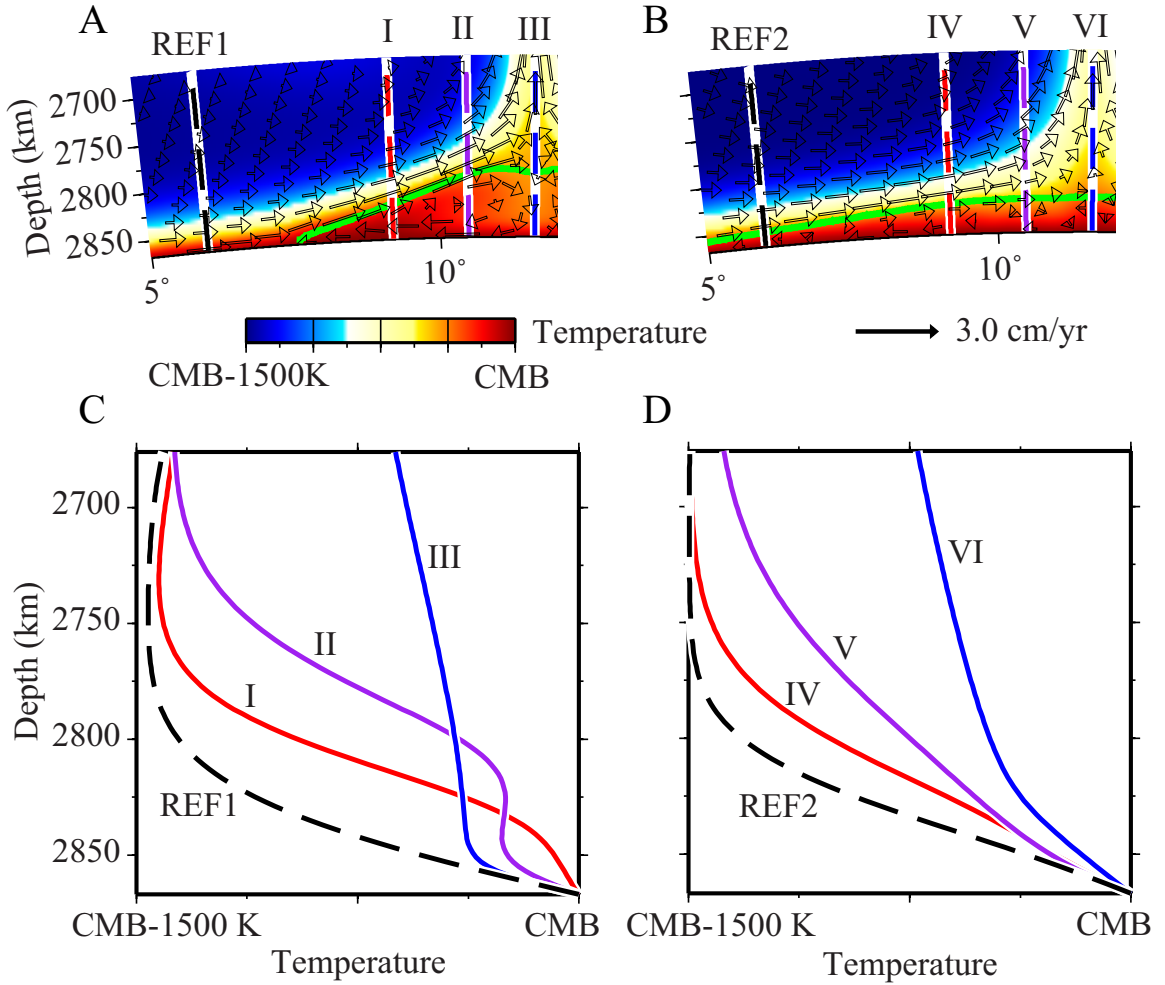 A
REF1
I
II
III
B
REF2
IV
V
VI
Depth (km)
2700
2750
2800
2850
5°
10°
5°
10°
Temperature
CMB-1500K
CMB
3.0 cm/yr
C
D
Depth (km)
2700
2750
2800
2850
I
II
III
REF1
IV
V
VI
REF2
CMB-1500 K
CMB
Temperature
CMB-1500 K
CMB
Temperature